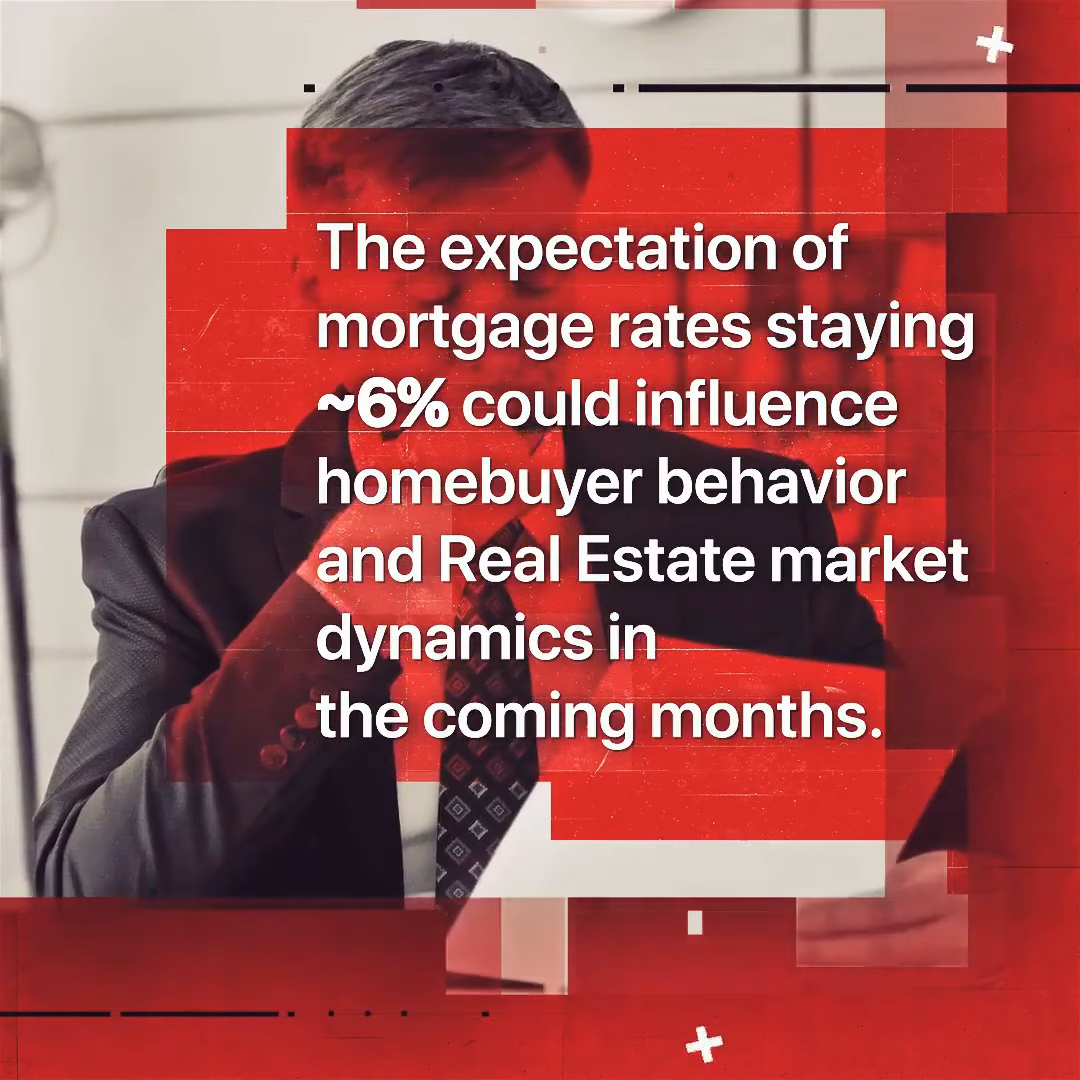 The expectation of
mortgage rates staying
~6% could influence
homebuyer behavior
and Real Estate market
dynamics in
the coming months.